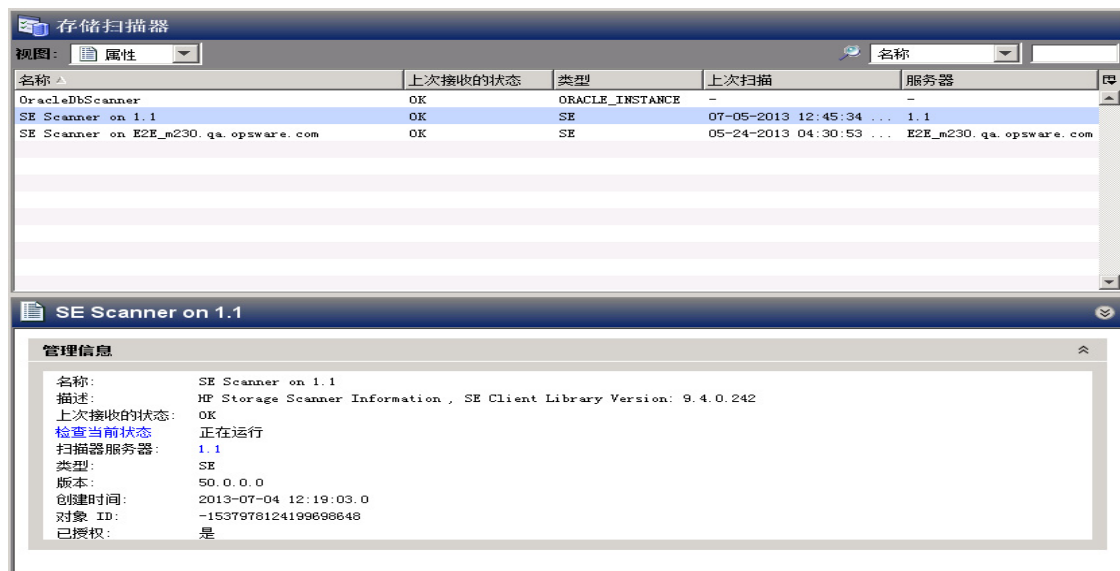 存储扫描器
视图: 属性 名称
名称 上次接收的状态 类型 上次扫描 服务器
OracleDbScanner OK ORACLE_INSTANCE - -
SE Scanner on 1.1 OK SE 07-05-2013 12:45:34 ... 1.1
SE Scanner on E2E_m230.qa.opsware.com OK SE 05-24-2013 04:30:53 ... E2E_m230.qa.opsware.com
SE Scanner on 1.1
管理信息
名称: SE Scanner on 1.1
描述: HP Storage Scanner Information , SE Client Library Version: 9.4.0.242
上次接收的状态: OK
检查当前状态 正在运行
扫描器服务器: 1.1
类型: SE
版本: 50.0.0.0
创建时间: 2013-07-04 12:19:03.0
对象 ID: -1537978124199698648
已授权: 是